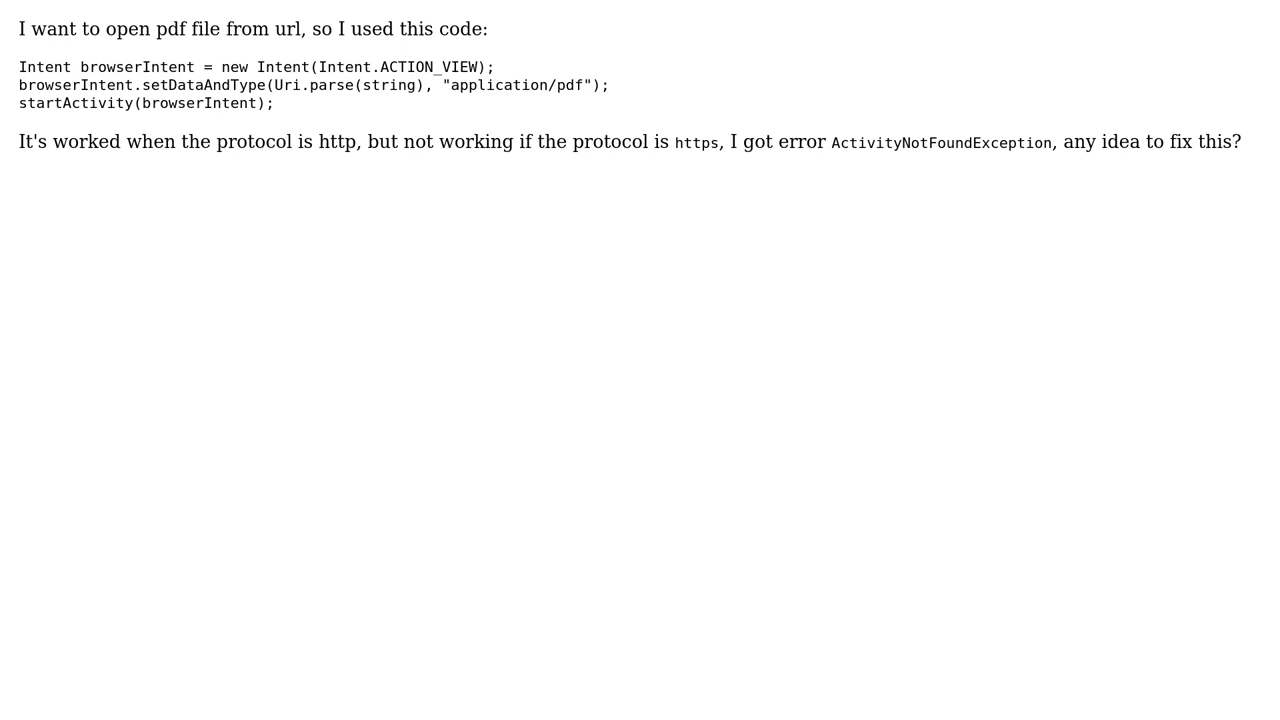 I want to open pdf file from url, so I used this code:
Intent browserIntent = new Intent(Intent.ACTION_VIEW);
browserIntent.setDataAndType(Uri.parse(string), "application/pdf");
startActivity(browserIntent);
It's worked when the protocol is http, but not working if the protocol is https, I got error ActivityNotFoundException, any idea to fix this?